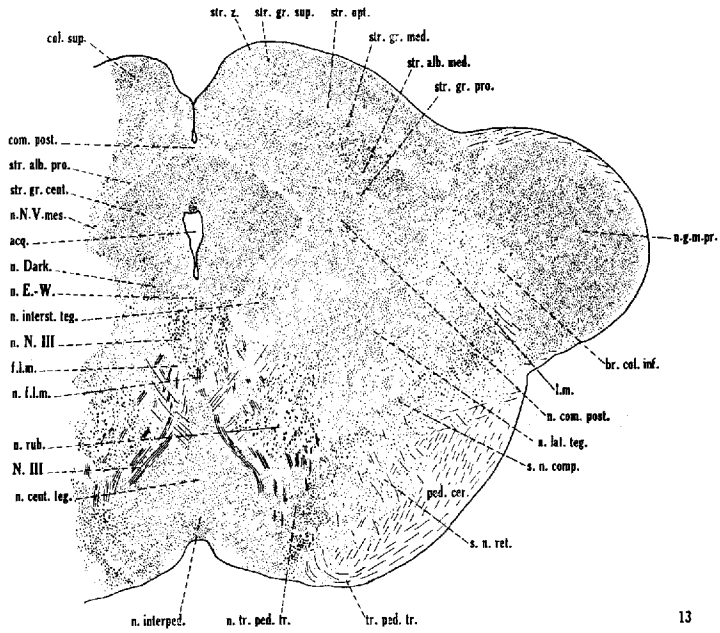 str. z.
str. gr. sup.
str. opt.
col. sup.
str. gr. med.
str. alb. med.
str. gr. pro.
com. post.
str. alb. pro.
str. gr. cent.
n.N.V.mes.
acq.
n. Dark.
n. E.-W.
n. interst. teg.
n. N. III
f.l.m.
n. f.l.m.
n. rub.
N. III
n. cent. teg.
n.g.m.pr.
br. col. inf.
l.m.
n. com. post.
n. lat. teg.
s. n. comp.
ped. cer.
s. n. ret.
n. interped.
n. tr. ped. tr.
tr. ped. tr.
13